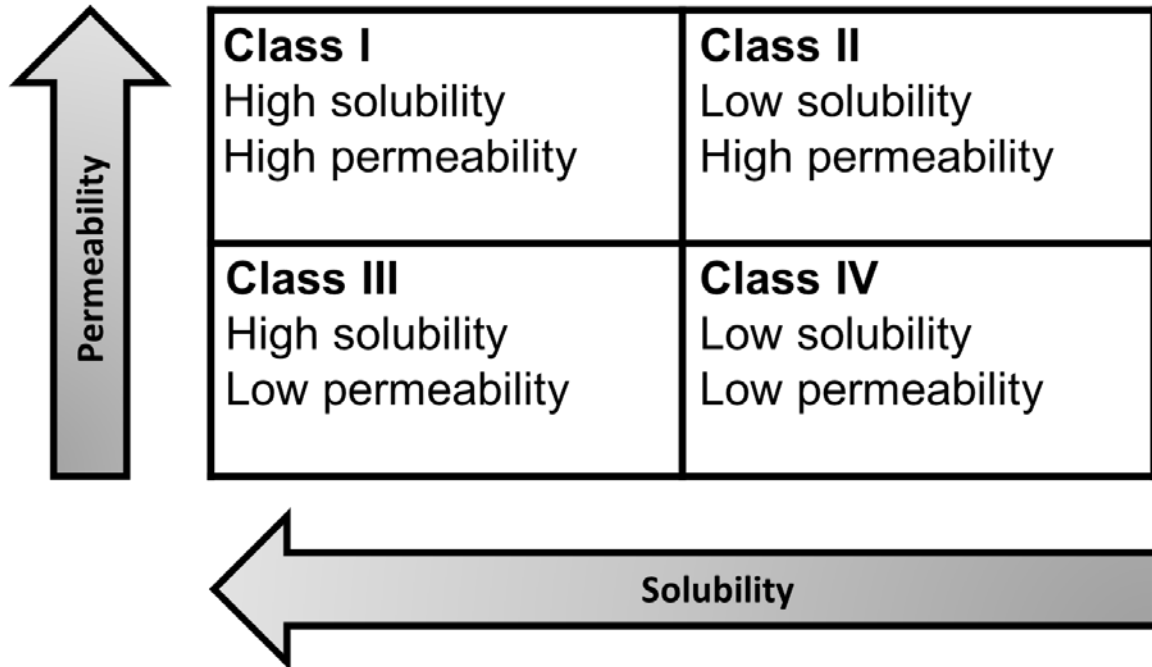 Class I
High solubility
High permeability
Class II
Low solubility
High permeability
Class III
High solubility
Low permeability
Class IV
Low solubility
Low permeability
Permeability
Solubility